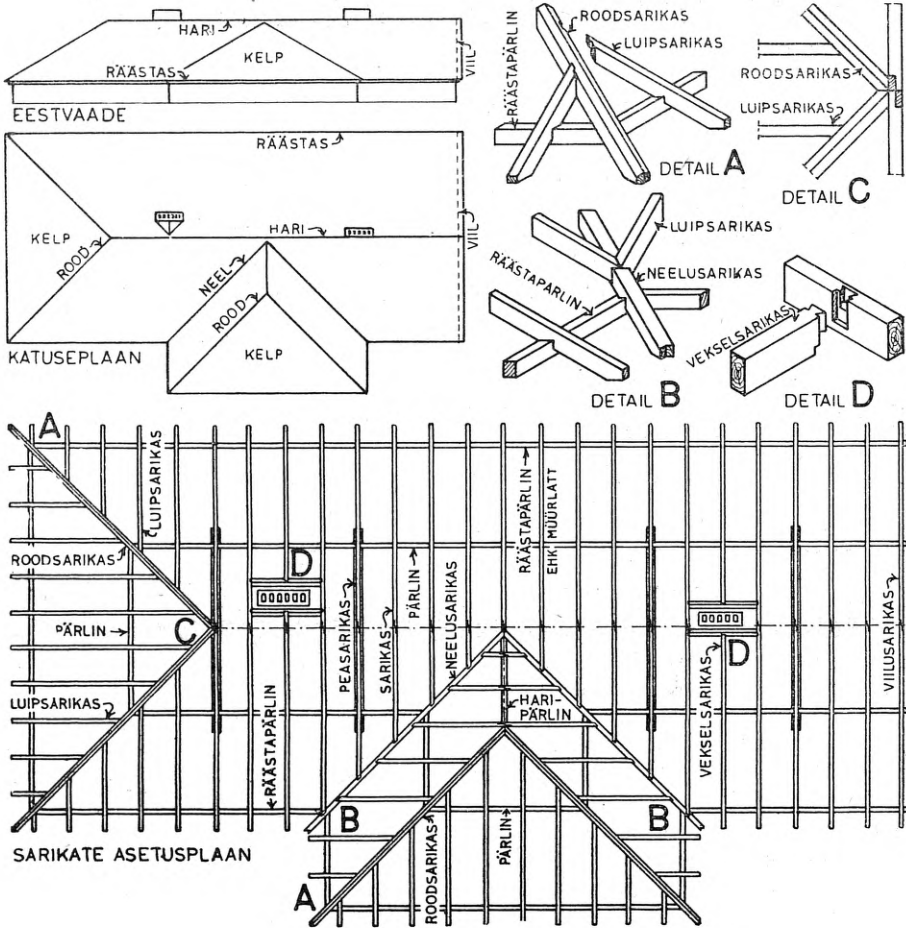 HARI
KELP
VIIL
RÄÄSTAS
EESTVAADE
RÄÄSTAS
KELP
ROOD
HARI
VIIL
NEEL
ROOD
KELP
KATUSEPLAAN
ROODSARIKAS
LUIPSARIKAS
RÄÄSTAPÄRLIN
DETAIL A
ROODSARIKAS
LUIPSARIKAS
DETAIL C
LUIPSARIKAS
NEELUSARIKAS
RÄÄSTAPÄRLIN
DETAIL B
VEKSELSARIKAS
DETAIL D
A
LUIPSARIKAS
ROODSARIKAS
PÄRLIN
C
LUIPSARIKAS
D
RÄÄSTAPÄRLIN
PEASARIKAS
SARIKAS
PÄRLIN
NEELUSARIKAS
RÄÄSTAPÄRLIN
EHK MÜÜRLATT
HARI-
PÄRLIN
D
VEKSELSARIKAS
VIILUSARIKAS
B
B
ROODSARIKAS
PÄRLIN
A
SARIKATE ASETUSPLAAN